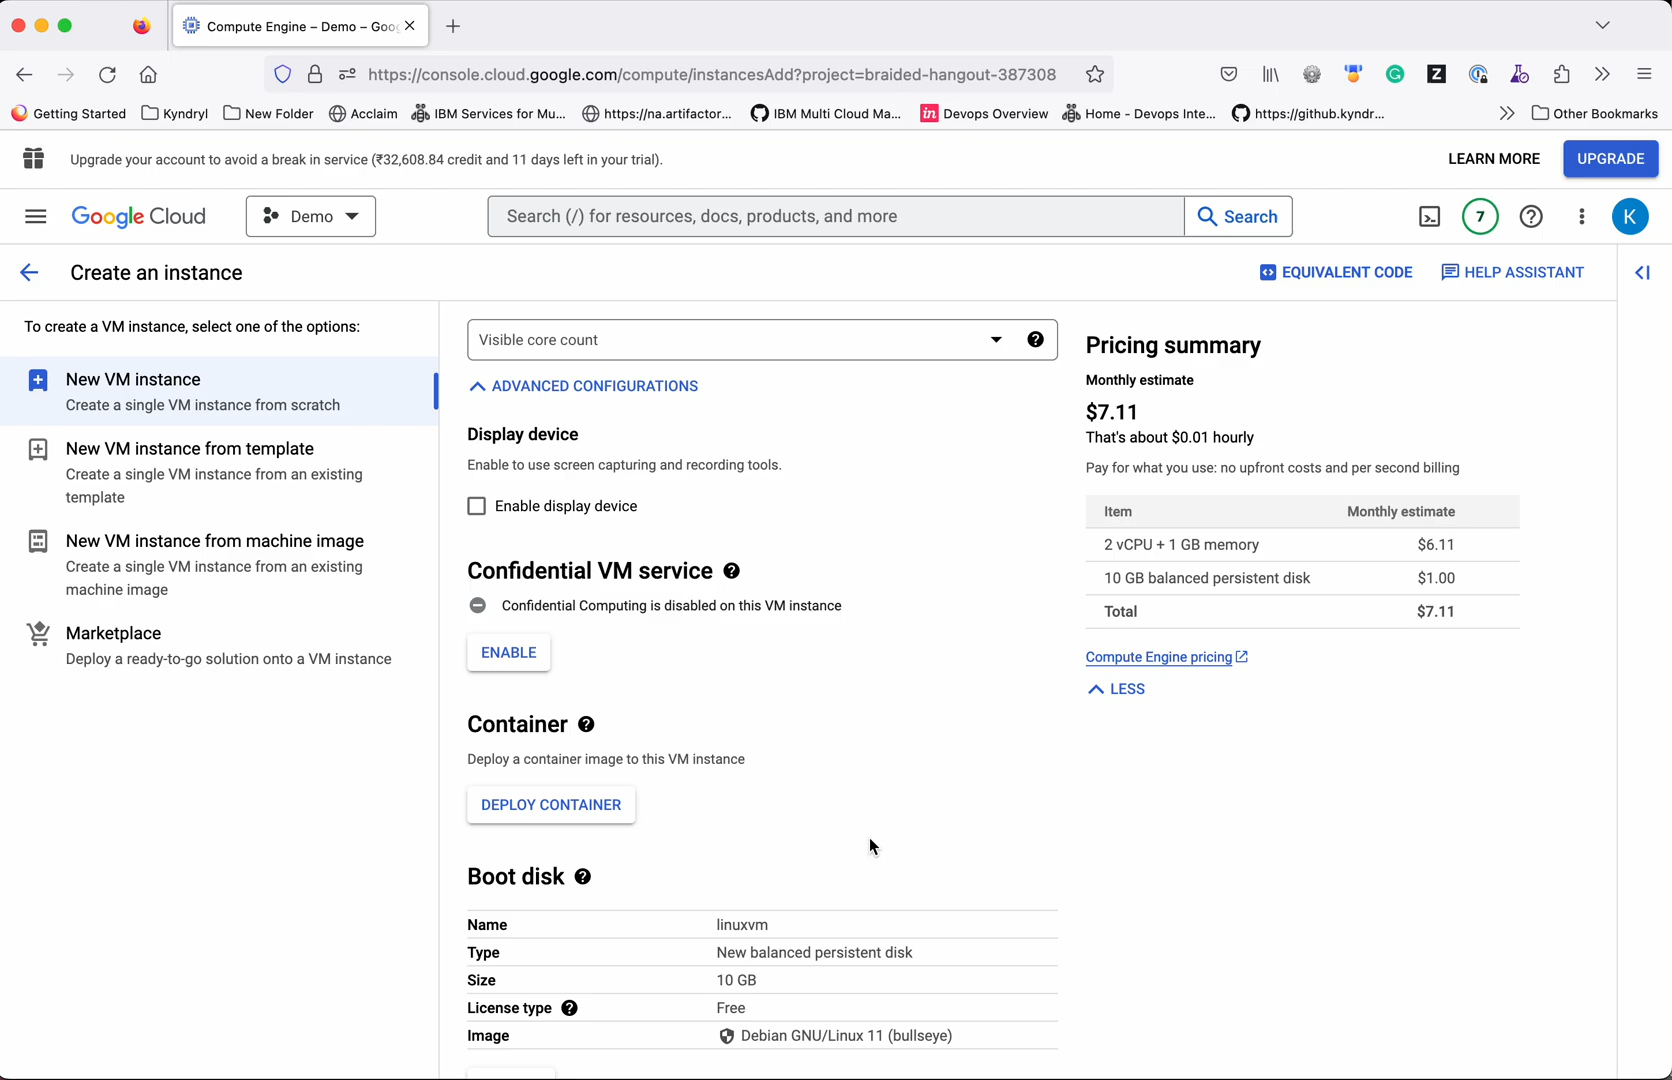 Compute Engine – Demo – Goo
https://console.cloud.google.com/compute/instancesAdd?project=braided-hangout-387308
Getting Started
Kyndryl
New Folder
Acclaim
IBM Services for Mu...
https://na.artifactor...
IBM Multi Cloud Ma...
in
Devops Overview
Home - Devops Inte...
https://github.kyndr...
Other Bookmarks
Upgrade your account to avoid a break in service (₹32,608.84 credit and 11 days left in your trial).
LEARN MORE
UPGRADE
Google Cloud
Demo
Search (/) for resources, docs, products, and more
Search
7
K
Create an instance
EQUIVALENT CODE
HELP ASSISTANT
To create a VM instance, select one of the options:
New VM instance
Create a single VM instance from scratch
New VM instance from template
Create a single VM instance from an existing
template
New VM instance from machine image
Create a single VM instance from an existing
machine image
Marketplace
Deploy a ready-to-go solution onto a VM instance
Visible core count
ADVANCED CONFIGURATIONS
Display device
Enable to use screen capturing and recording tools.
Enable display device
Confidential VM service
Confidential Computing is disabled on this VM instance
ENABLE
Container
Deploy a container image to this VM instance
DEPLOY CONTAINER
Boot disk
Name linuxvm
Type New balanced persistent disk
Size 10 GB
License type Free
Image Debian GNU/Linux 11 (bullseye)
Pricing summary
Monthly estimate
$7.11
That's about $0.01 hourly
Pay for what you use: no upfront costs and per second billing
Item Monthly estimate
2 vCPU + 1 GB memory $6.11
10 GB balanced persistent disk $1.00
Total $7.11
Compute Engine pricing
LESS